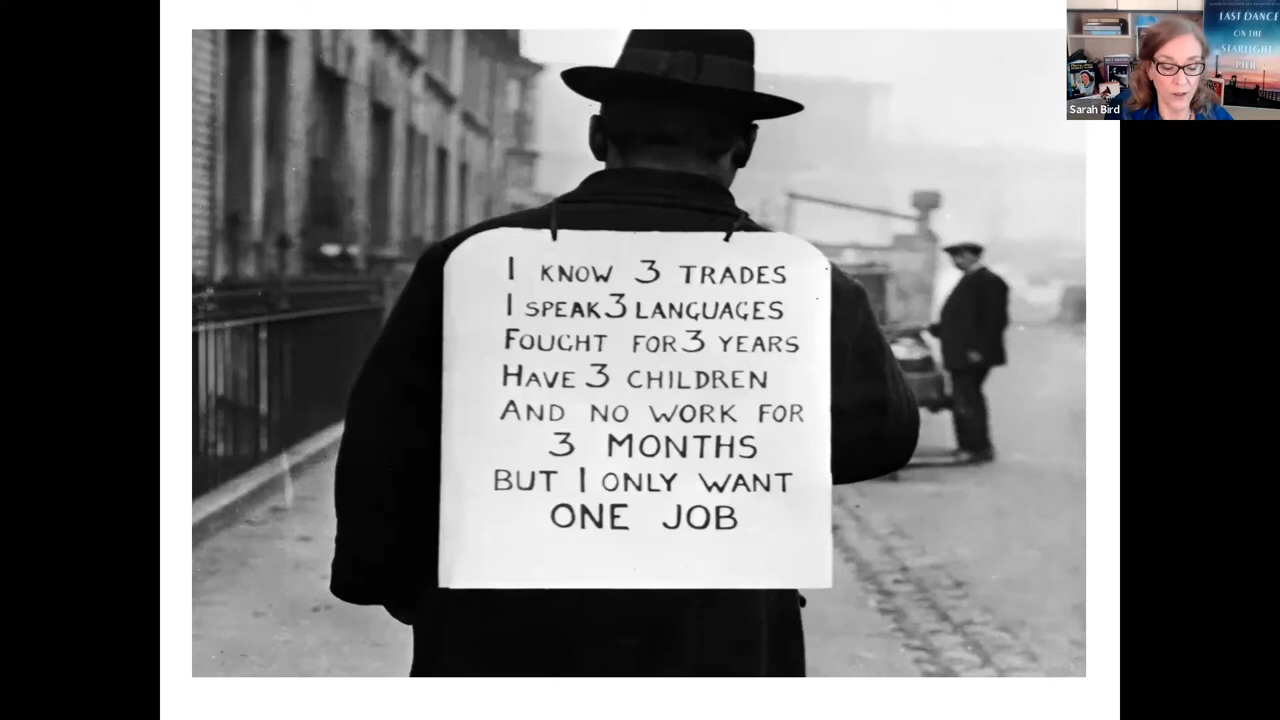 I KNOW 3 TRADES
I SPEAK 3 LANGUAGES
FOUGHT FOR 3 YEARS
HAVE 3 CHILDREN
AND NO WORK FOR
3 MONTHS
BUT I ONLY WANT
ONE JOB
LAST DANCE
ON THE
STARLIGHT
PIER
Sarah Bird